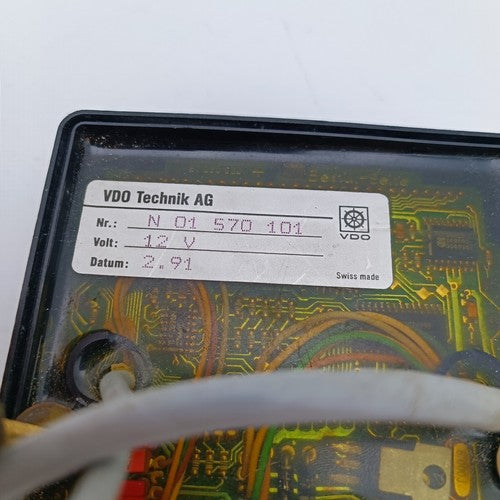 VDO Technik AG
Nr.: N 01 570 101
VDO
Volt: 12 V
Datum: 2.91
Swiss made